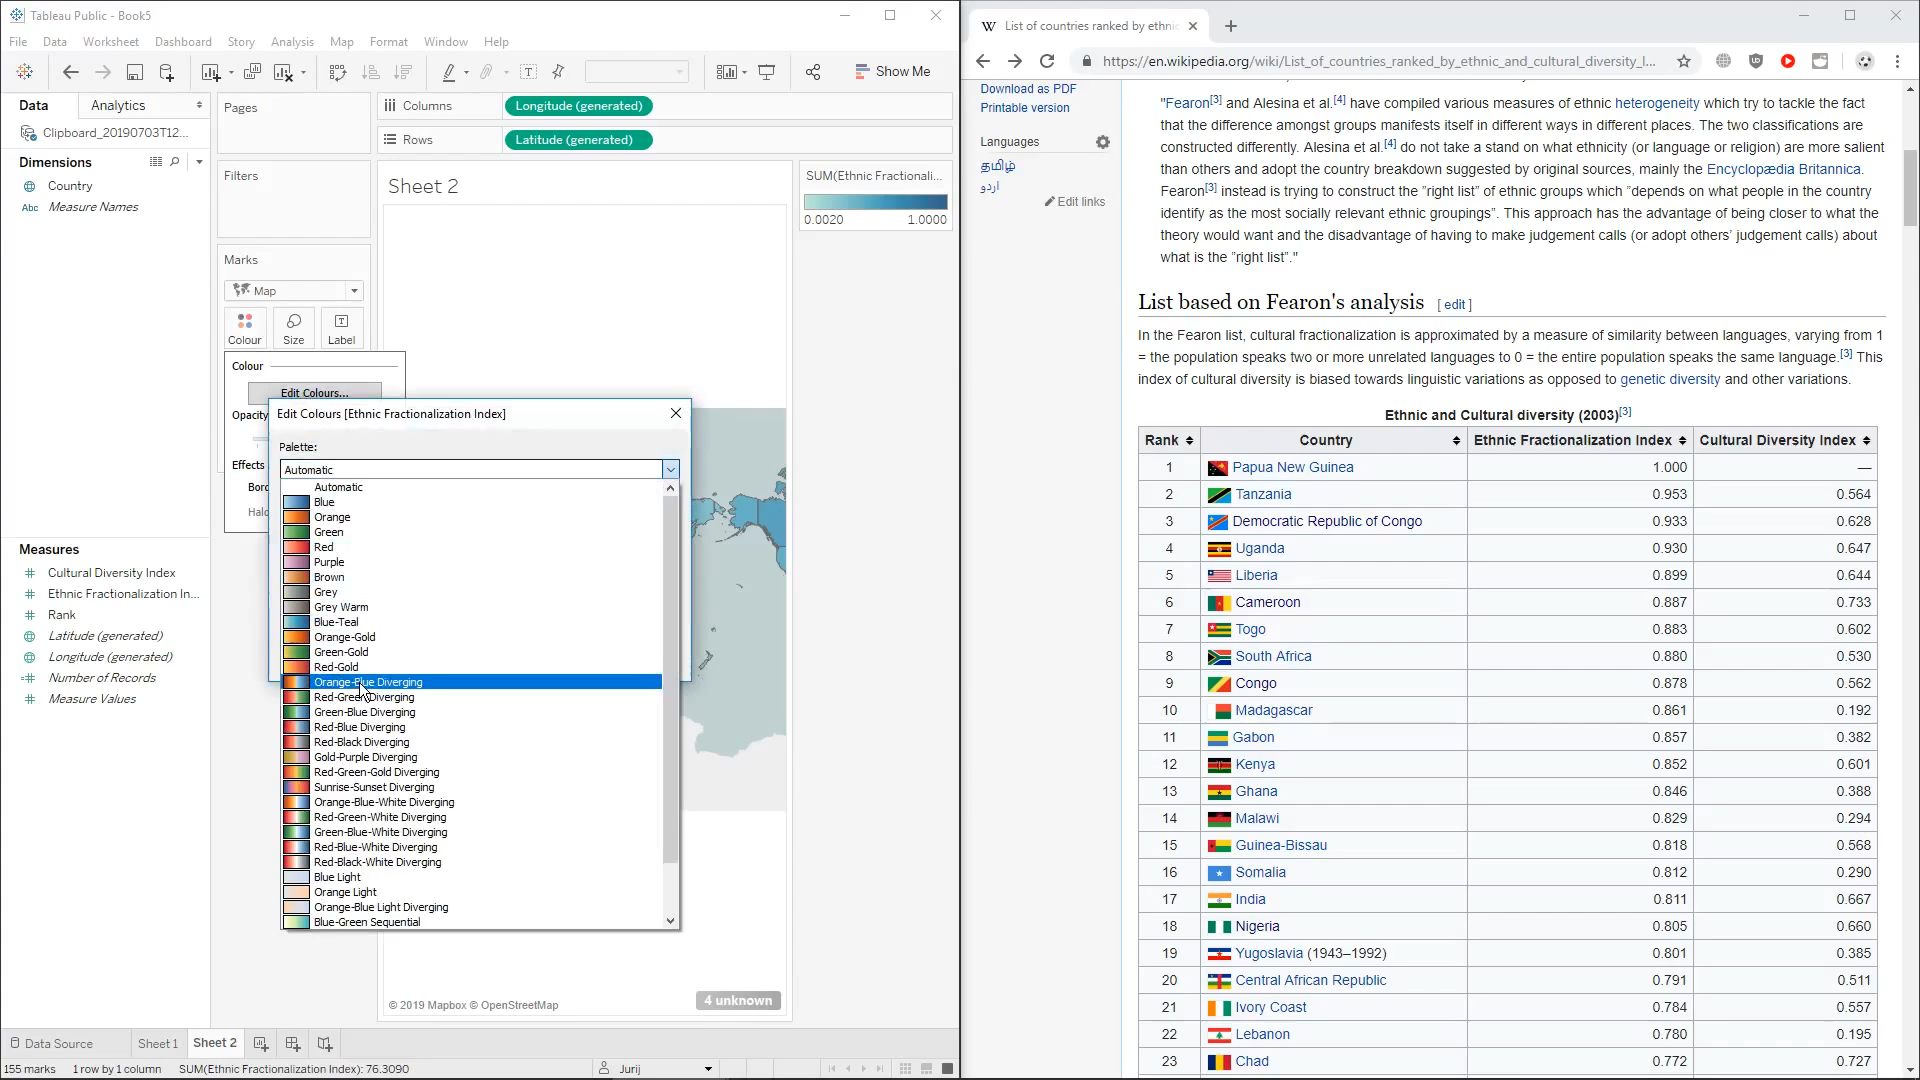 Tableau Public - Book5
File Data Worksheet Dashboard Story Analysis Map Format Window Help
Show Me
Data Analytics
Clipboard_20190703T12...
Dimensions
Country
Abc Measure Names
Measures
Cultural Diversity Index
Ethnic Fractionalization In...
Rank
Latitude (generated)
Longitude (generated)
Number of Records
Measure Values
Pages
Filters
Marks
Map
Colour Size Label
Colour
Edit Colours...
Opacity
Effects
Bor
Halo
Columns Longitude (generated)
Rows Latitude (generated)
Sheet 2
SUM(Ethnic Fractionali...
0.0020 1.0000
Edit Colours [Ethnic Fractionalization Index]
Palette:
Automatic
Automatic
Blue
Orange
Green
Red
Purple
Brown
Grey
Grey Warm
Blue-Teal
Orange-Gold
Green-Gold
Red-Gold
Orange-Blue Diverging
Red-Green Diverging
Green-Blue Diverging
Red-Blue Diverging
Red-Black Diverging
Gold-Purple Diverging
Red-Green-Gold Diverging
Sunrise-Sunset Diverging
Orange-Blue-White Diverging
Red-Green-White Diverging
Green-Blue-White Diverging
Red-Blue-White Diverging
Red-Black-White Diverging
Blue Light
Orange Light
Orange-Blue Light Diverging
Blue-Green Sequential
© 2019 Mapbox © OpenStreetMap
4 unknown
Data Source Sheet 1 Sheet 2
155 marks 1 row by 1 column SUM(Ethnic Fractionalization Index): 76.3090 Jurij
W List of countries ranked by ethni
https://en.wikipedia.org/wiki/List_of_countries_ranked_by_ethnic_and_cultural_diversity_l...
Download as PDF
Printable version
Languages
தமிழ்
اردو
Edit links
"Fearon[3] and Alesina et al.[4] have compiled various measures of ethnic heterogeneity which try to tackle the fact
that the difference amongst groups manifests itself in different ways in different places. The two classifications are
constructed differently. Alesina et al.[4] do not take a stand on what ethnicity (or language or religion) are more salient
than others and adopt the country breakdown suggested by original sources, mainly the Encyclopædia Britannica.
Fearon[3] instead is trying to construct the ”right list” of ethnic groups which ”depends on what people in the country
identify as the most socially relevant ethnic groupings”. This approach has the advantage of being closer to what the
theory would want and the disadvantage of having to make judgement calls (or adopt others’ judgement calls) about
what is the ”right list”."
List based on Fearon's analysis [ edit ]
In the Fearon list, cultural fractionalization is approximated by a measure of similarity between languages, varying from 1
= the population speaks two or more unrelated languages to 0 = the entire population speaks the same language.[3] This
index of cultural diversity is biased towards linguistic variations as opposed to genetic diversity and other variations.
Ethnic and Cultural diversity (2003)[3]
Rank Country Ethnic Fractionalization Index Cultural Diversity Index
1 Papua New Guinea 1.000 —
2 Tanzania 0.953 0.564
3 Democratic Republic of Congo 0.933 0.628
4 Uganda 0.930 0.647
5 Liberia 0.899 0.644
6 Cameroon 0.887 0.733
7 Togo 0.883 0.602
8 South Africa 0.880 0.530
9 Congo 0.878 0.562
10 Madagascar 0.861 0.192
11 Gabon 0.857 0.382
12 Kenya 0.852 0.601
13 Ghana 0.846 0.388
14 Malawi 0.829 0.294
15 Guinea-Bissau 0.818 0.568
16 Somalia 0.812 0.290
17 India 0.811 0.667
18 Nigeria 0.805 0.660
19 Yugoslavia (1943–1992) 0.801 0.385
20 Central African Republic 0.791 0.511
21 Ivory Coast 0.784 0.557
22 Lebanon 0.780 0.195
23 Chad 0.772 0.727